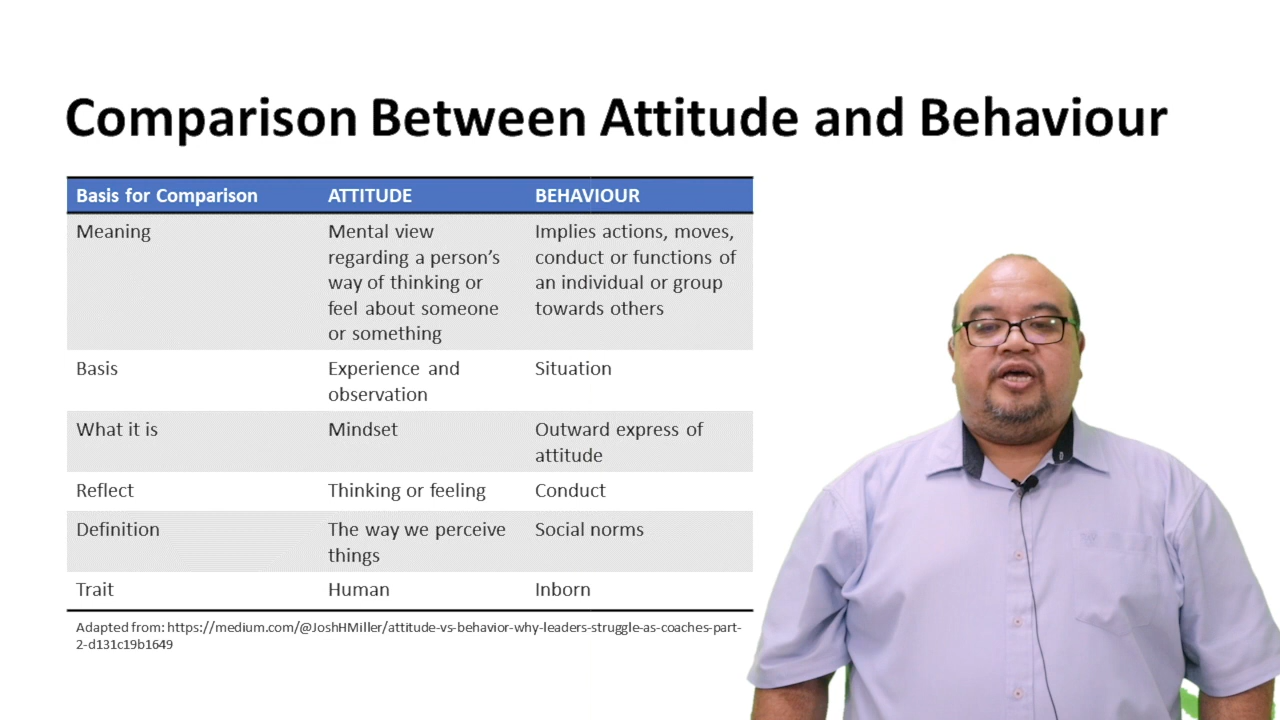 Comparison Between Attitude and Behaviour
Basis for Comparison ATTITUDE BEHAVIOUR
Meaning
Mental view
regarding a person's
way of thinking or
feel about someone
or something
Implies actions, moves,
conduct or functions of
an individual or group
towards others
Basis
Experience and
observation
Situation
What it is
Mindset
Outward express of
attitude
Reflect
Thinking or feeling
Conduct
Definition
The way we perceive
things
Social norms
Trait
Human
Inborn
Adapted from: https://medium.com/@JoshHMiller/attitude-vs-behavior-why-leaders-struggle-as-coaches-part-
2-d131c19b1649